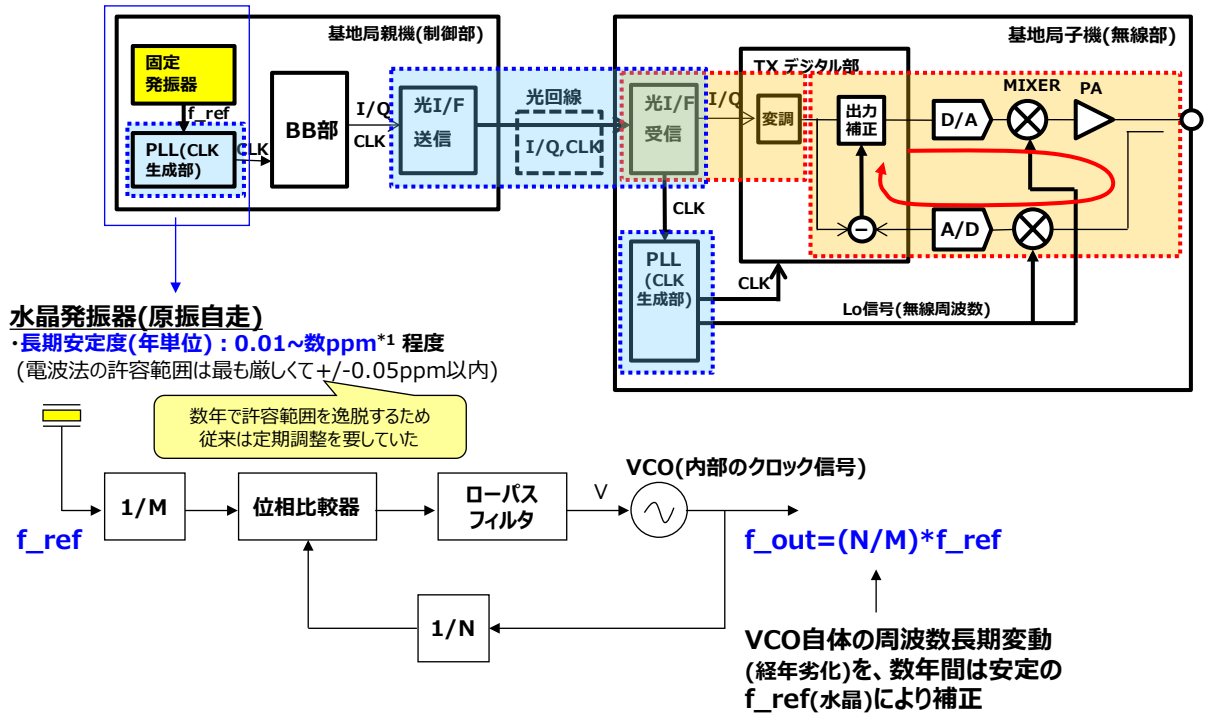 基地局親機(制御部)
固定
発振器
f_ref
PLL(CLK
生成部)
CLK
BB部
I/Q
CLK
光I/F
送信
光回線
I/Q,CLK
基地局子機(無線部)
TX デジタル部
光I/F
受信
I/Q
変調
出力
補正
D/A
MIXER
PA
−
A/D
CLK
PLL
(CLK
生成部)
CLK
Lo信号(無線周波数)
水晶発振器(原振自走)
・長期安定度(年単位)：0.01~数ppm*1 程度
(電波法の許容範囲は最も厳しくて+/-0.05ppm以内)
数年で許容範囲を逸脱するため
従来は定期調整を要していた
f_ref
1/M
位相比較器
ローパス
フィルタ
V
VCO(内部のクロック信号)
f_out=(N/M)*f_ref
1/N
VCO自体の周波数長期変動
(経年劣化)を、数年間は安定の
f_ref(水晶)により補正